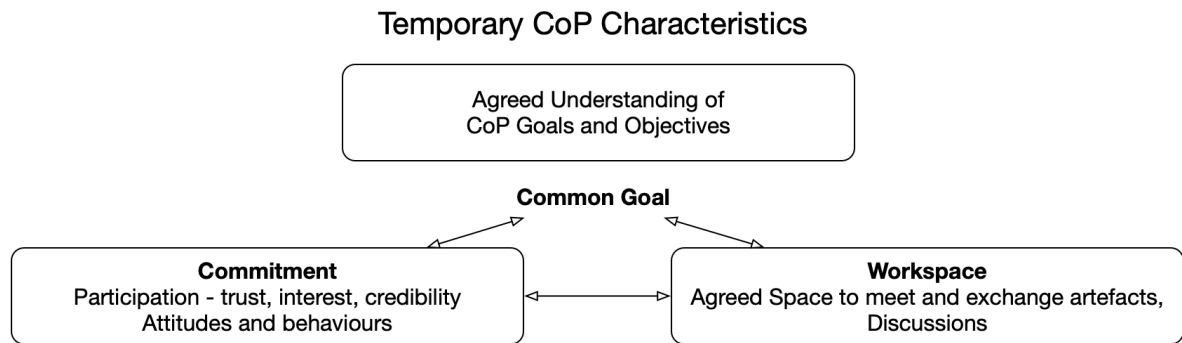 Temporary CoP Characteristics
Agreed Understanding of
CoP Goals and Objectives
Common Goal
Commitment
Participation - trust, interest, credibility
Attitudes and behaviours
Workspace
Agreed Space to meet and exchange artefacts,
Discussions